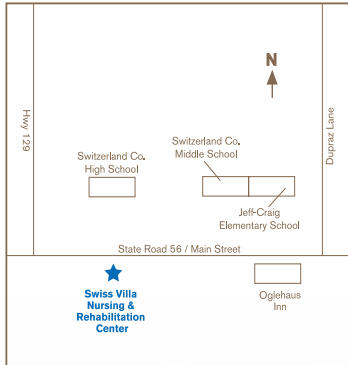 N
Hwy 129
Dupraz Lane
Switzerland Co.
Middle School
Switzerland Co.
High School
Jeff-Craig
Elementary School
State Road 56 / Main Street
Swiss Villa
Nursing &
Rehabilitation
Center
Oglehaus
Inn